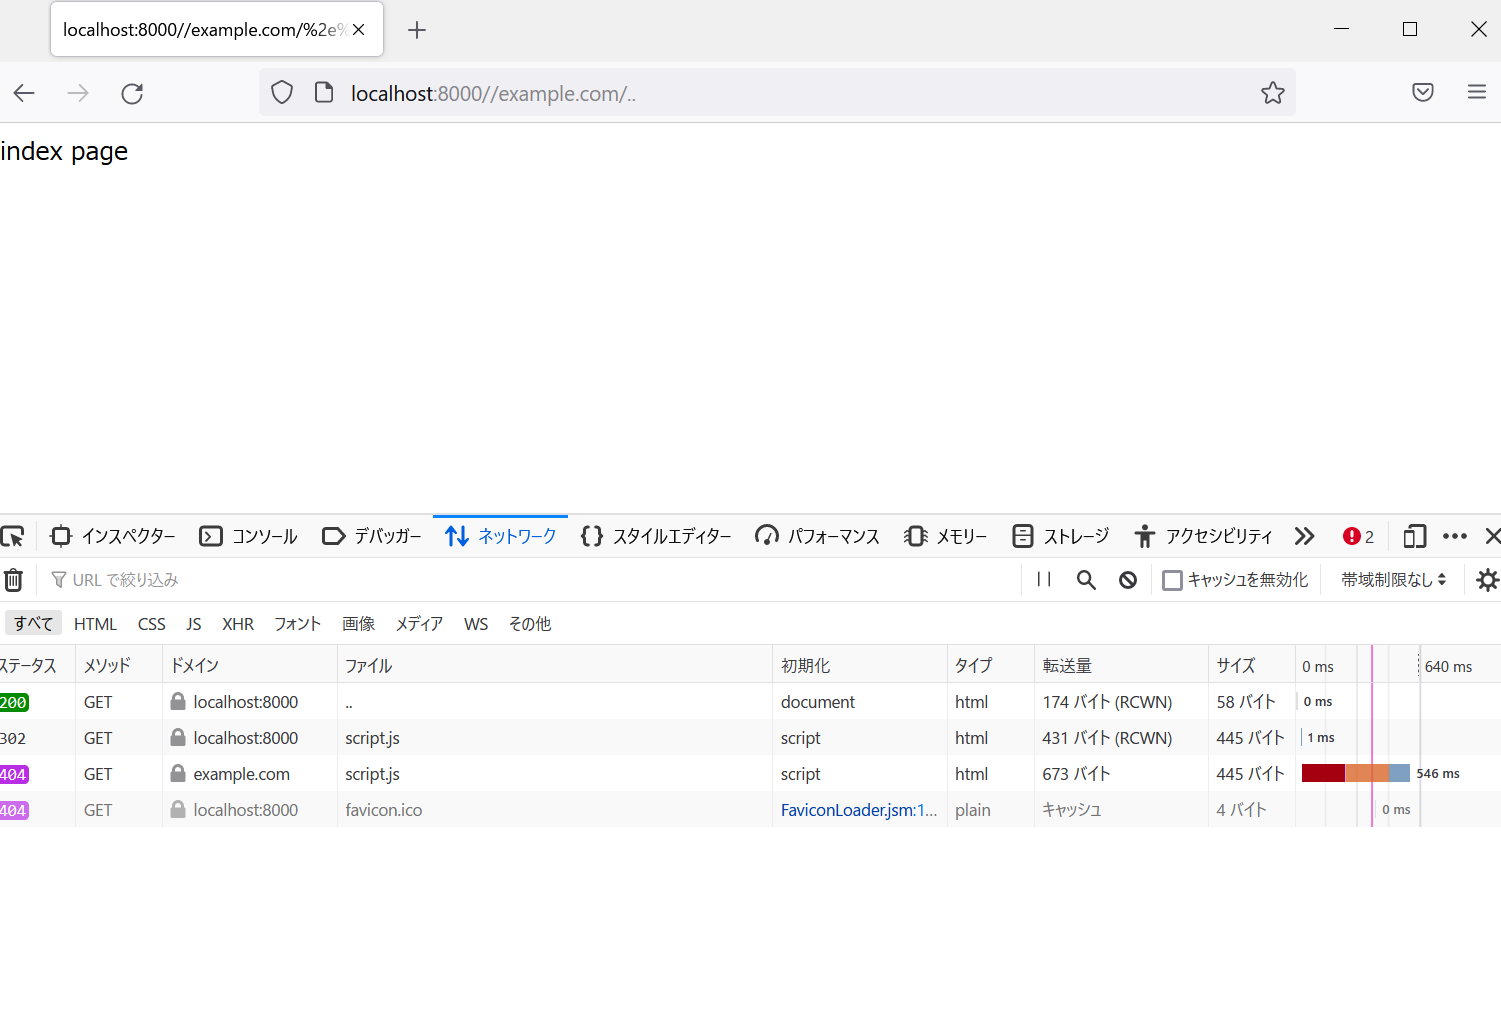 localhost:8000//example.com/%2e%
localhost:8000//example.com/..
index page
インスペクター コンソール デバッガー ネットワーク スタイルエディター パフォーマンス メモリー ストレージ アクセシビリティ 2
URL で絞り込み キャッシュを無効化 帯域制限なし
すべて HTML CSS JS XHR フォント 画像 メディア WS その他
ステータス メソッド ドメイン ファイル 初期化 タイプ 転送量 サイズ 0 ms 640 ms
200 GET localhost:8000 .. document html 174 バイト (RCWN) 58 バイト 0 ms
302 GET localhost:8000 script.js script html 431 バイト (RCWN) 445 バイト 1 ms
404 GET example.com script.js script html 673 バイト 445 バイト 546 ms
404 GET localhost:8000 favicon.ico FaviconLoader.jsm:1... plain キャッシュ 4 バイト 0 ms